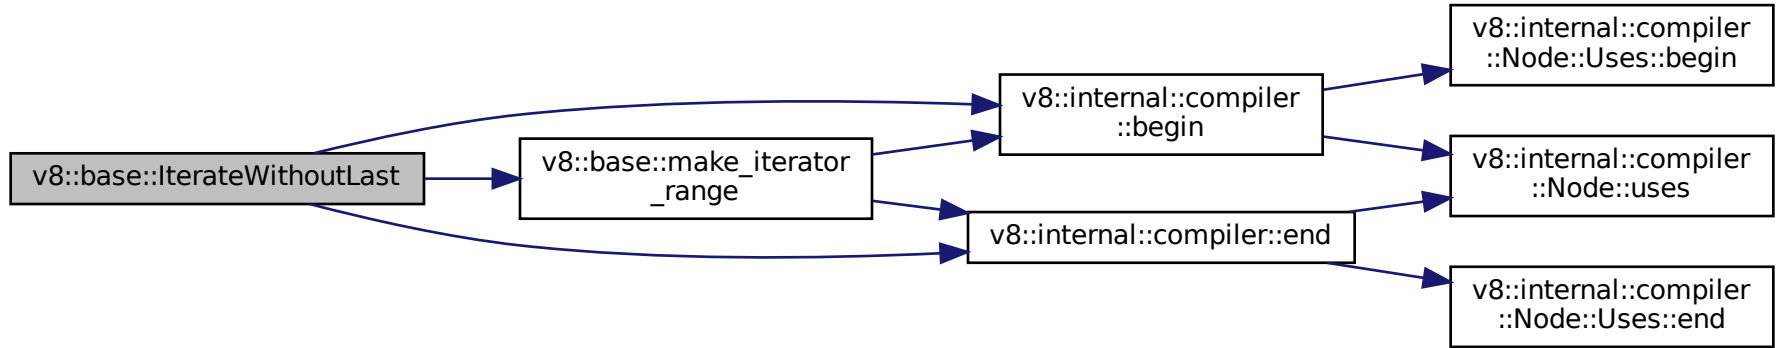 v8::base::IterateWithoutLast
v8::base::make_iterator
_range
v8::internal::compiler
::begin
v8::internal::compiler::end
v8::internal::compiler
::Node::Uses::begin
v8::internal::compiler
::Node::uses
v8::internal::compiler
::Node::Uses::end